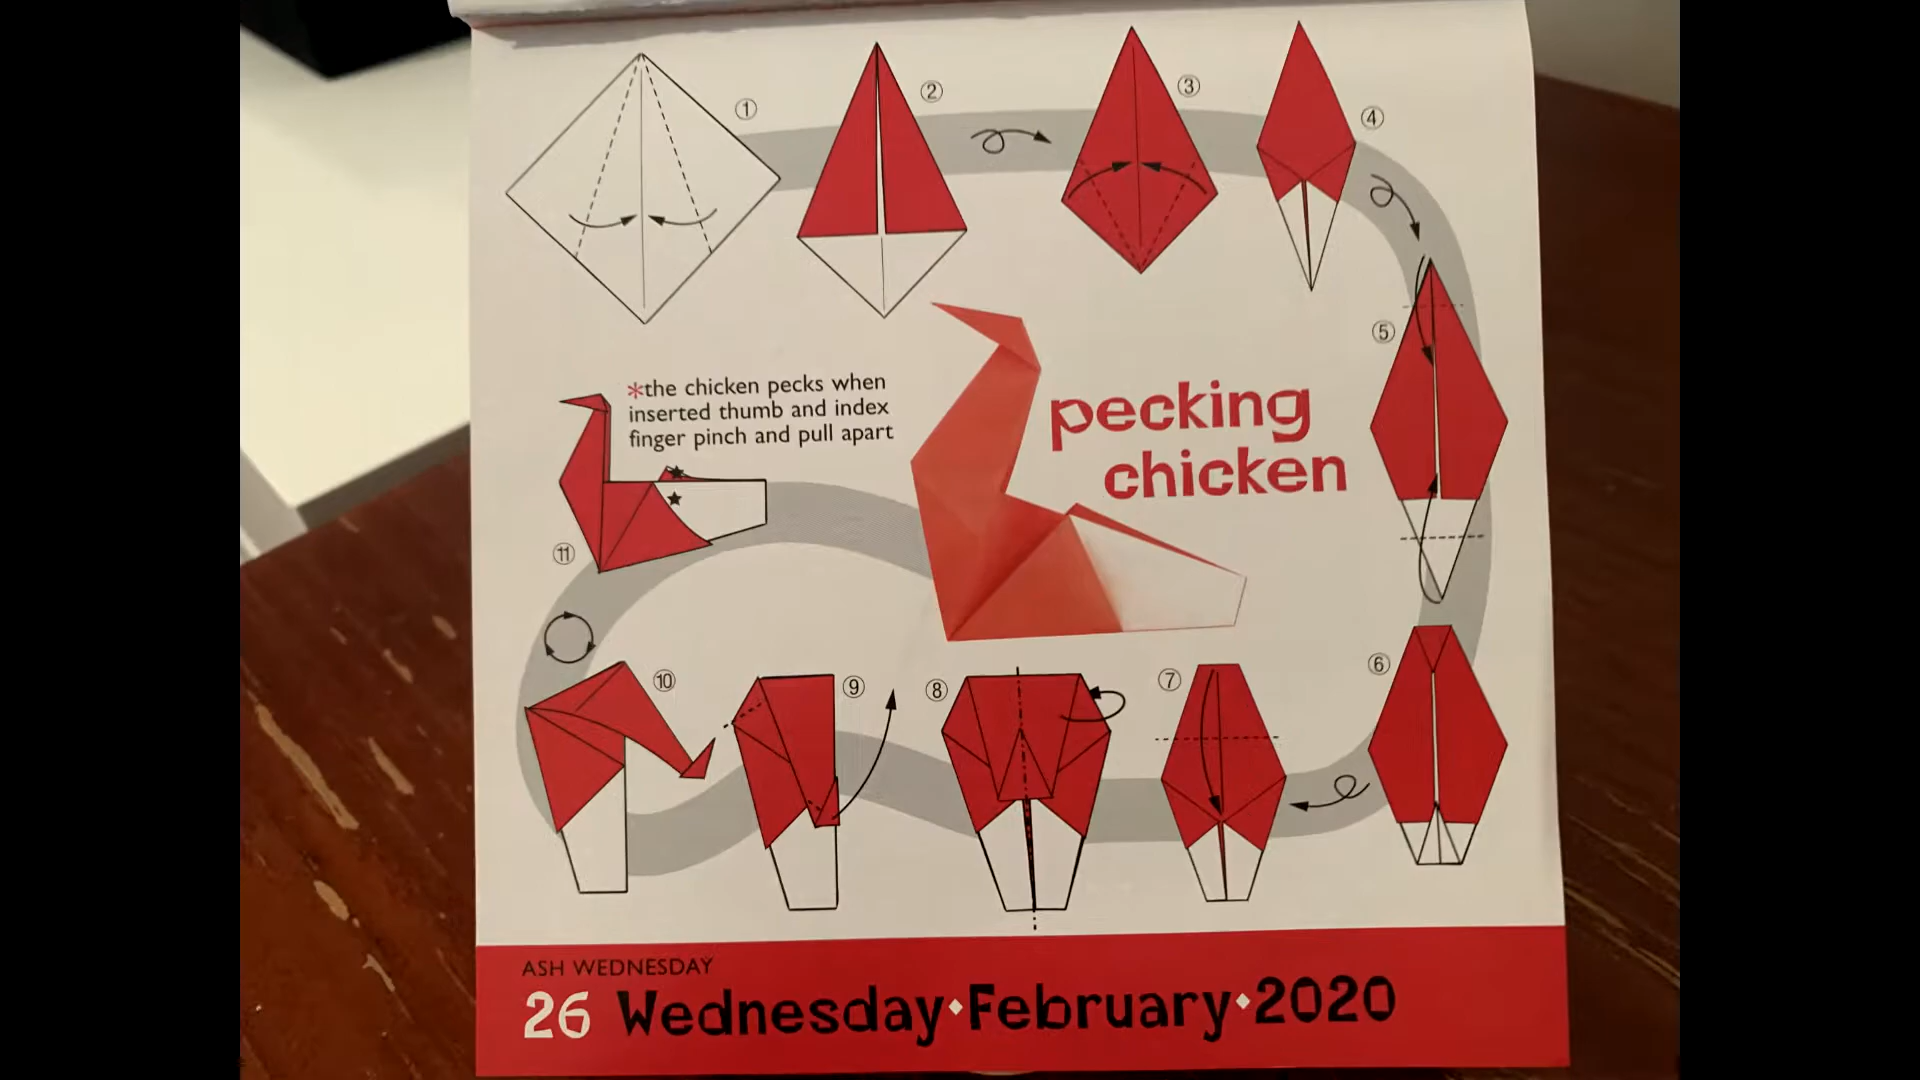 ①
②
③
④
⑤
*the chicken pecks when
inserted thumb and index
finger pinch and pull apart
pecking
chicken
⑪
⑩
⑨
⑧
⑦
⑥
ASH WEDNESDAY
26 Wednesday•February•2020